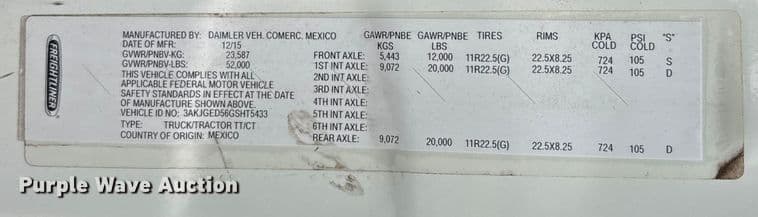 FREIGHTLINER
MANUFACTURED BY: DAIMLER VEH. COMERC. MEXICO GAWR/PNBE GAWR/PNBE TIRES RIMS KPA PSI "S"
DATE OF MFR: 12/15 KGS LBS COLD COLD
GVWR/PNBV-KG: 23,587 FRONT AXLE: 5,443 12,000 11R22.5(G) 22.5X8.25 724 105 S
GVWR/PNBV-LBS: 52,000 1ST INT AXLE: 9,072 20,000 11R22.5(G) 22.5X8.25 724 105 D
THIS VEHICLE COMPLIES WITH ALL 2ND INT AXLE:
APPLICABLE FEDERAL MOTOR VEHICLE 3RD INT AXLE:
SAFETY STANDARDS IN EFFECT AT THE DATE 4TH INT AXLE:
OF MANUFACTURE SHOWN ABOVE. 5TH INT AXLE:
VEHICLE ID NO: 3AKJGED56GSHT5433 6TH INT AXLE:
TYPE: TRUCK/TRACTOR TT/CT REAR AXLE: 9,072 20,000 11R22.5(G) 22.5X8.25 724 105 D
COUNTRY OF ORIGIN: MEXICO
Purple Wave Auction